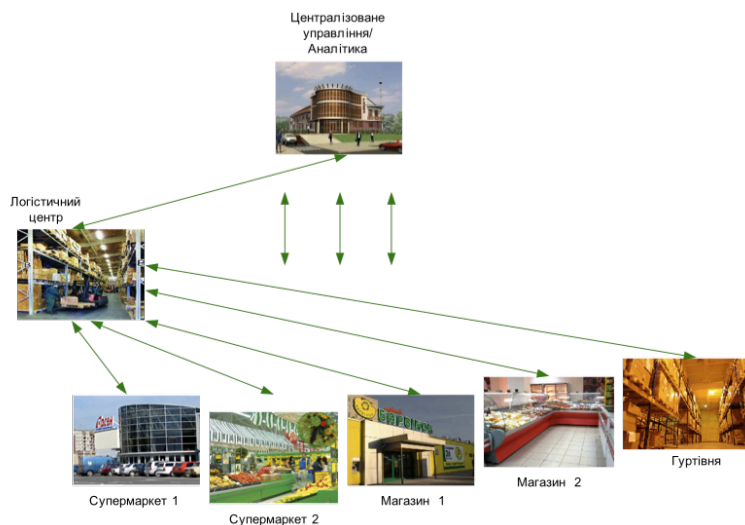 Централізоване
управління/
Аналітика
Логістичний
центр
Супермаркет 1
Супермаркет 2
Магазин 1
Магазин 2
Гуртівня